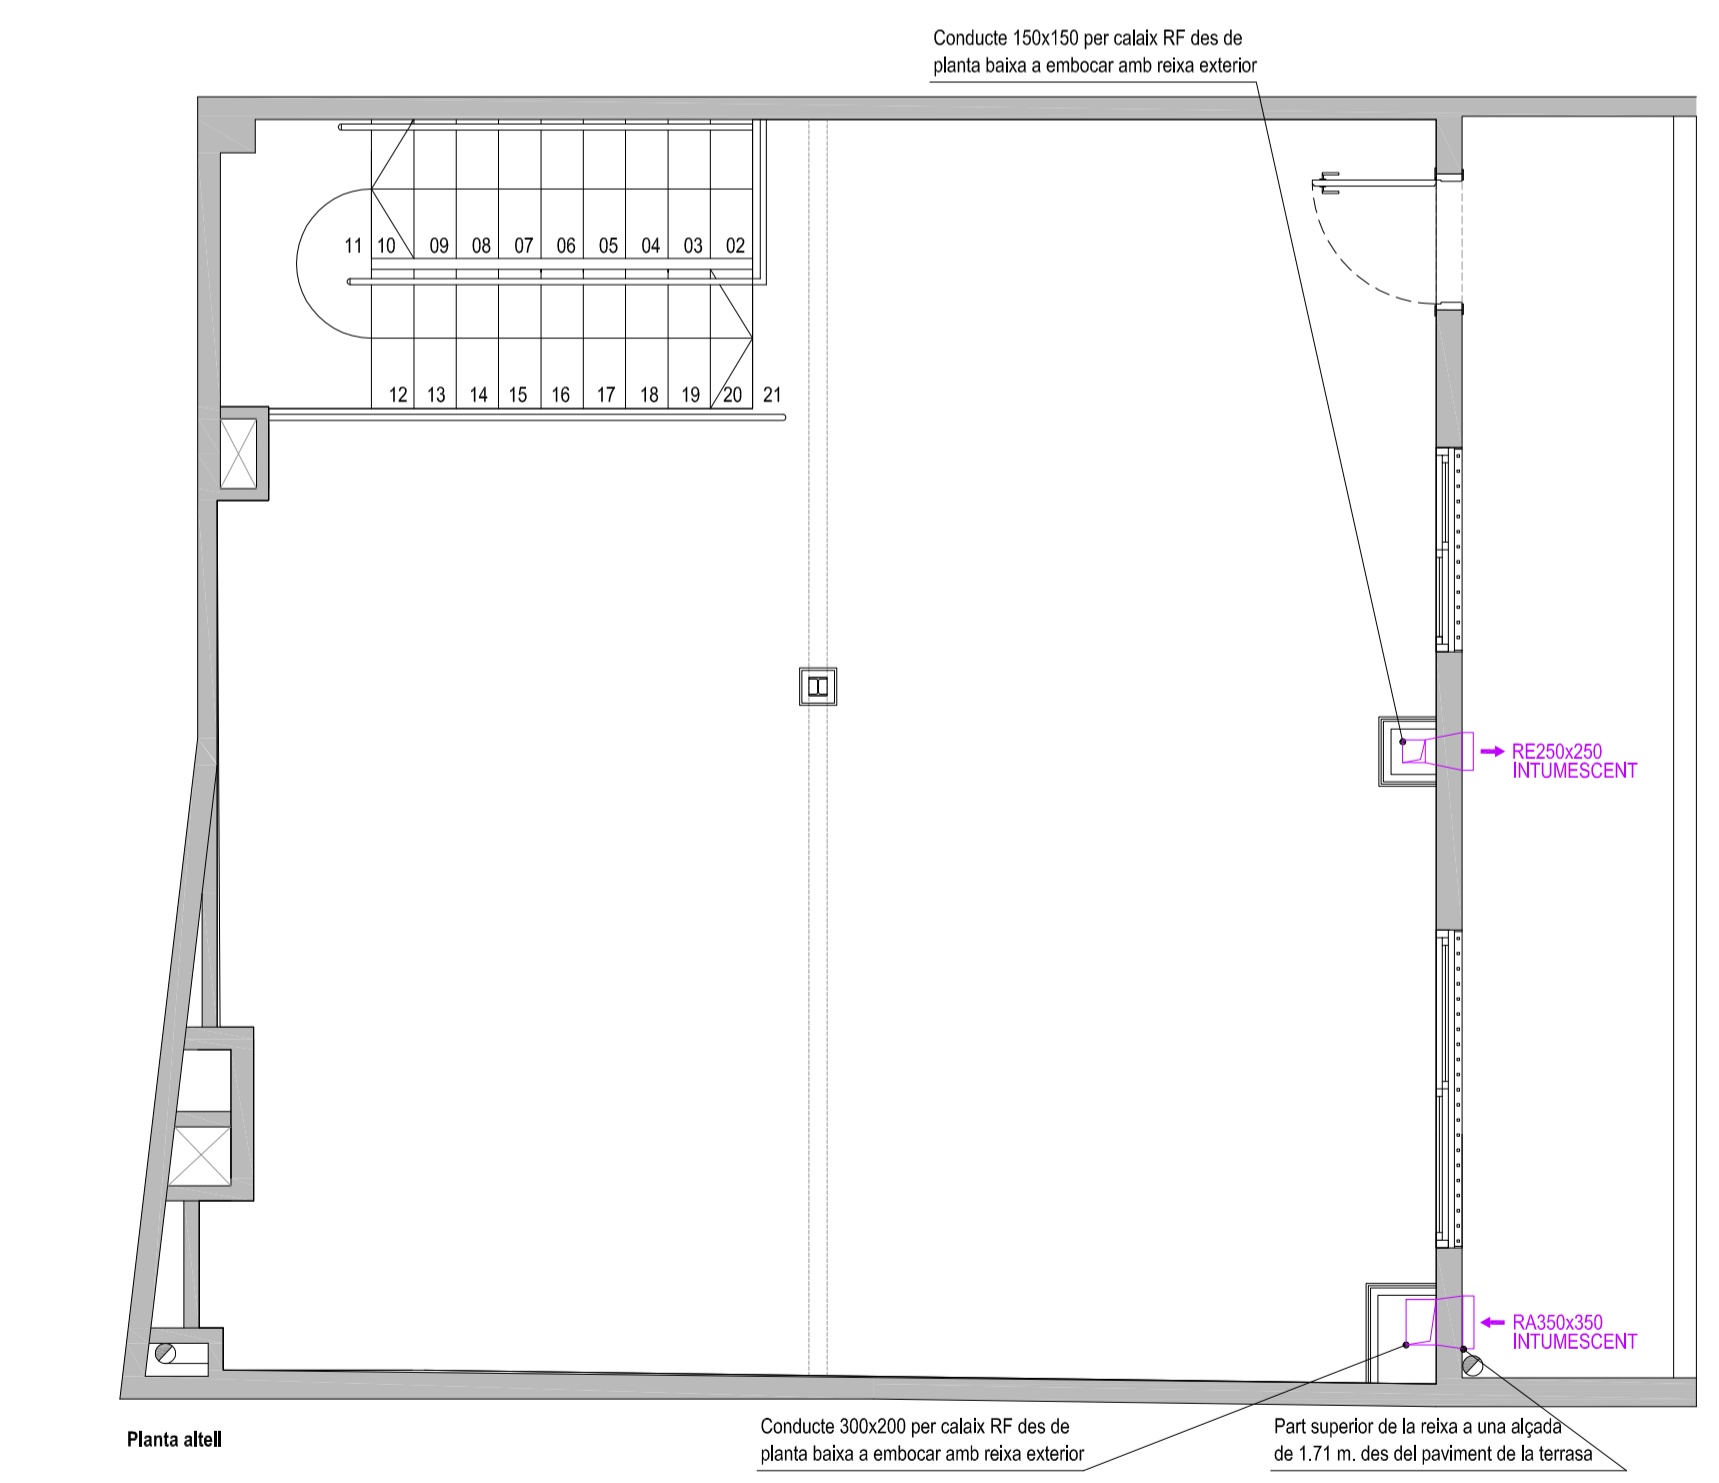 Conducte 150x150 per calaix RF des de
planta baixa a embocar amb reixa exterior
11 10 09 08 07 06 05 04 03 02
12 13 14 15 16 17 18 19 20 21
RE250x250
INTUMESCENT
RA350x350
INTUMESCENT
Conducte 300x200 per calaix RF des de
planta baixa a embocar amb reixa exterior
Part superior de la reixa a una alçada
de 1.71 m. des del paviment de la terrasa
Planta altell